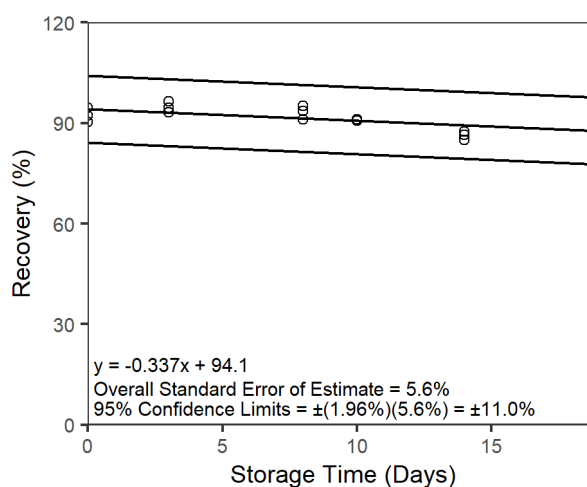 120
90
60
30
0
Recovery (%)
y = -0.337x + 94.1
Overall Standard Error of Estimate = 5.6%
95% Confidence Limits = ±(1.96%)(5.6%) = ±11.0%
0 5 10 15
Storage Time (Days)